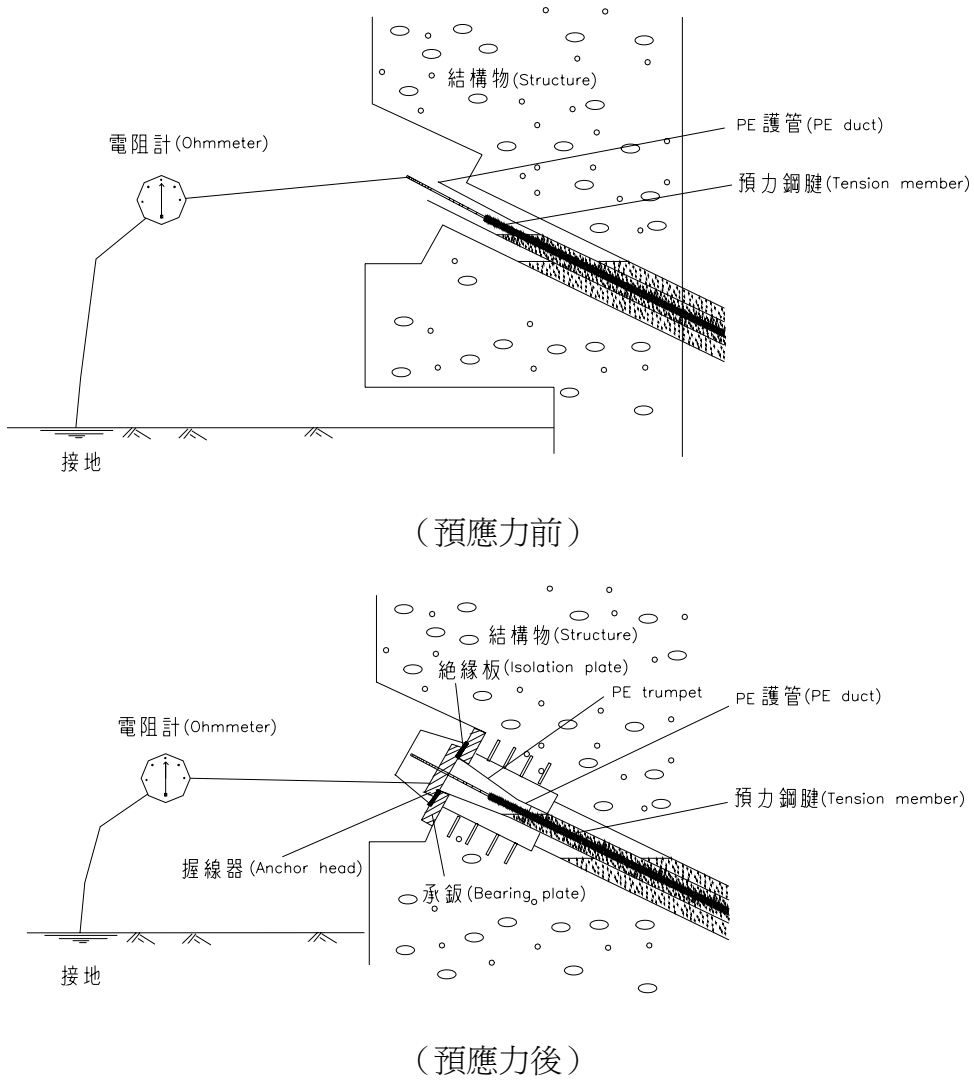 結構物(Structure)
PE 護管(PE duct)
電阻計(Ohmmeter)
預力鋼腱(Tension member)
接地
（預應力前）
結構物(Structure)
絕緣板(Isolation plate)
PE trumpet
PE 護管(PE duct)
電阻計(Ohmmeter)
預力鋼腱(Tension member)
握線器(Anchor head)
承鈑(Bearing plate)
接地
（預應力後）